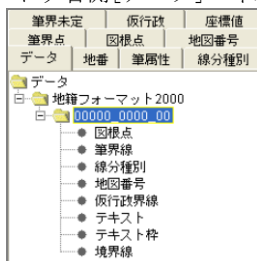 筆界未定 仮行政 座標値
筆界点 図根点 地図番号
データ 地番 筆属性 線分種別
データ
地籍フォーマット2000
00000_0000_00
図根点
筆界線
線分種別
地図番号
仮行政界線
テキスト
テキスト枠
境界線